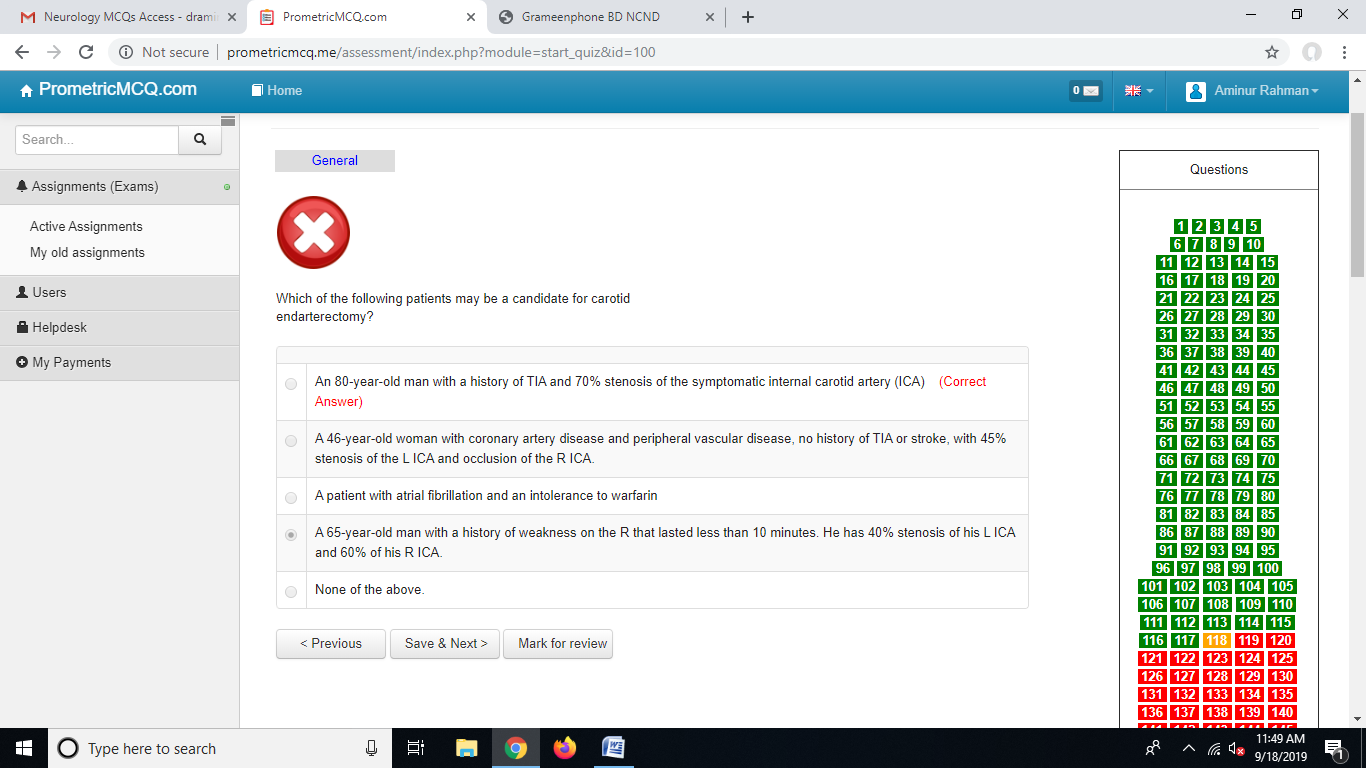 Neurology MCQs Access - drami
PrometricMCQ.com
Grameenphone BD NCND
Not secure prometricmcq.me/assessment/index.php?module=start_quiz&id=100
PrometricMCQ.com
Home
0
Aminur Rahman
Search...
Assignments (Exams)
Active Assignments
My old assignments
Users
Helpdesk
My Payments
General
Which of the following patients may be a candidate for carotid
endarterectomy?
An 80-year-old man with a history of TIA and 70% stenosis of the symptomatic internal carotid artery (ICA) (Correct
Answer)
A 46-year-old woman with coronary artery disease and peripheral vascular disease, no history of TIA or stroke, with 45%
stenosis of the L ICA and occlusion of the R ICA.
A patient with atrial fibrillation and an intolerance to warfarin
A 65-year-old man with a history of weakness on the R that lasted less than 10 minutes. He has 40% stenosis of his L ICA
and 60% of his R ICA.
None of the above.
< Previous
Save & Next >
Mark for review
Questions
1 2 3 4 5
6 7 8 9 10
11 12 13 14 15
16 17 18 19 20
21 22 23 24 25
26 27 28 29 30
31 32 33 34 35
36 37 38 39 40
41 42 43 44 45
46 47 48 49 50
51 52 53 54 55
56 57 58 59 60
61 62 63 64 65
66 67 68 69 70
71 72 73 74 75
76 77 78 79 80
81 82 83 84 85
86 87 88 89 90
91 92 93 94 95
96 97 98 99 100
101 102 103 104 105
106 107 108 109 110
111 112 113 114 115
116 117 118 119 120
121 122 123 124 125
126 127 128 129 130
131 132 133 134 135
136 137 138 139 140
Type here to search
11:49 AM
9/18/2019
1